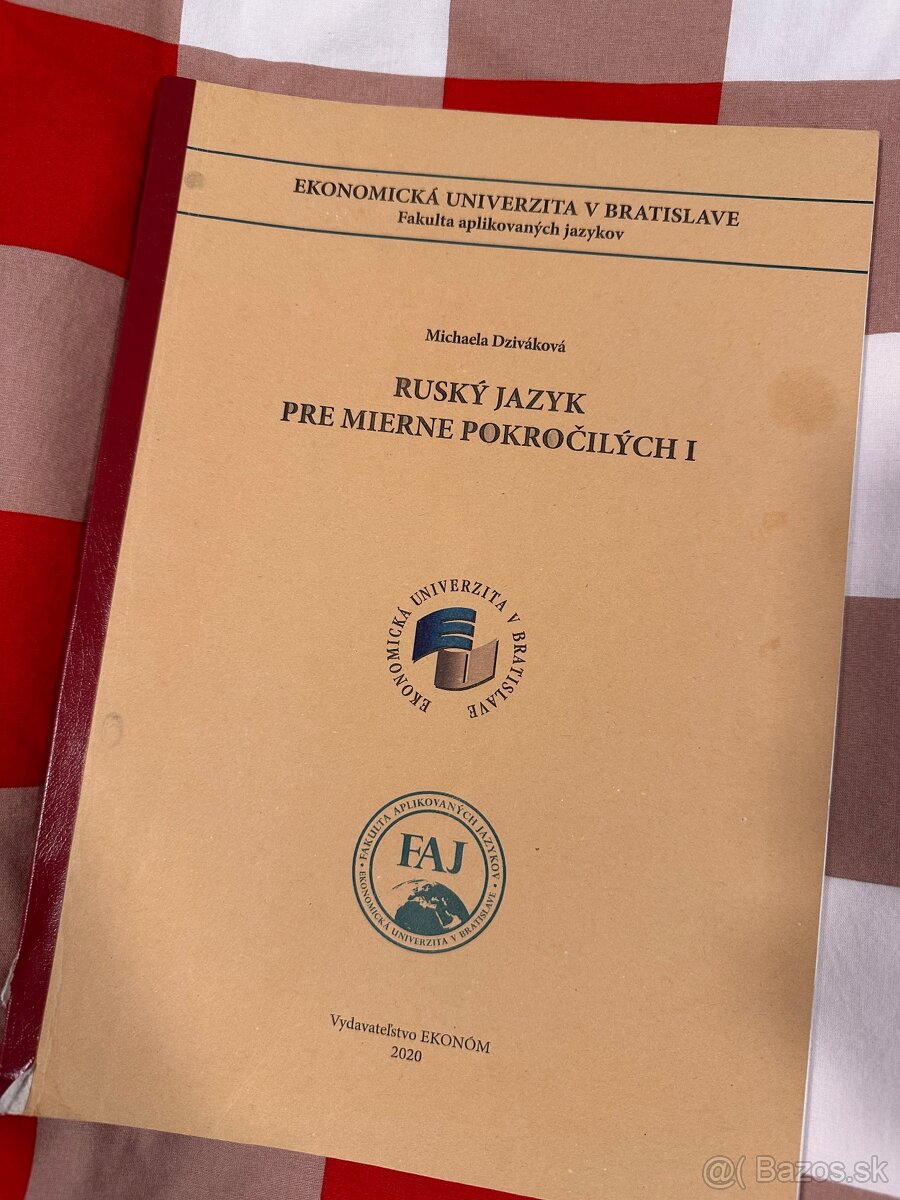 EKONOMICKÁ UNIVERZITA V BRATISLAVE
Fakulta aplikovaných jazykov
Michaela Dziváková
RUSKÝ JAZYK
PRE MIERNE POKROČILÝCH I
EKONOMICKÁ UNIVERZITA V BRATISLAVE
• FAKULTA APLIKOVANÝCH JAZYKOV •
FAJ
EKONOMICKÁ UNIVERZITA V BRATISLAVE
Vydavateľstvo EKONÓM
2020
@( Bazos.sk